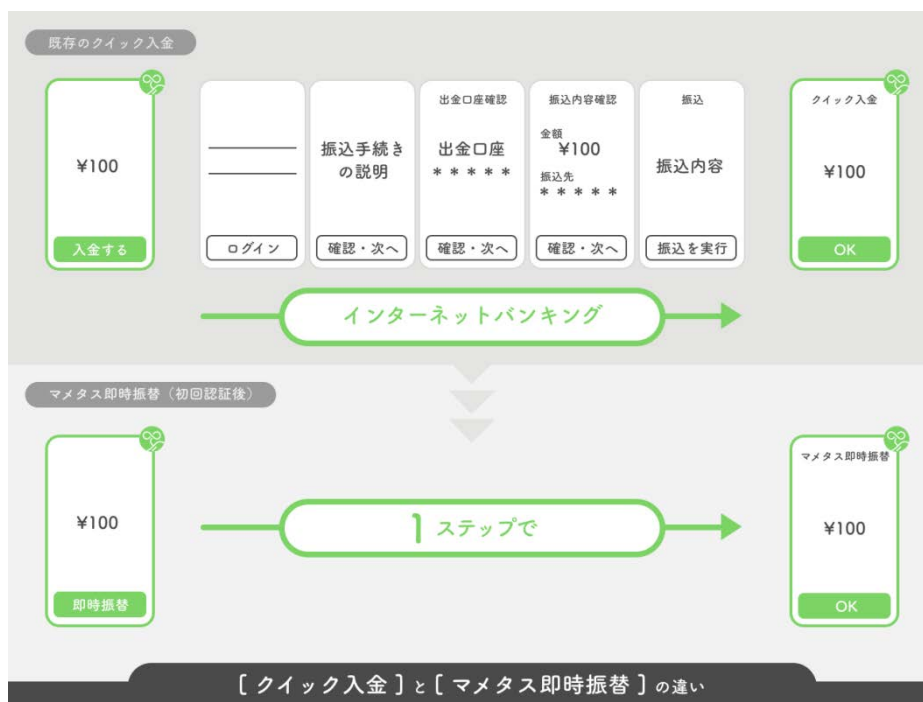 既存のクイック入金
¥100
入金する
ログイン
振込手続き
の説明
確認・次へ
出金口座確認
出金口座
*****
確認・次へ
振込内容確認
金額
¥100
振込先
*****
確認・次へ
振込
振込内容
振込を実行
クイック入金
¥100
OK
インターネットバンキング
マメタス即時振替（初回認証後）
¥100
即時振替
1 ステップで
マメタス即時振替
¥100
OK
[ クイック入金 ] と [ マメタス即時振替 ] の違い